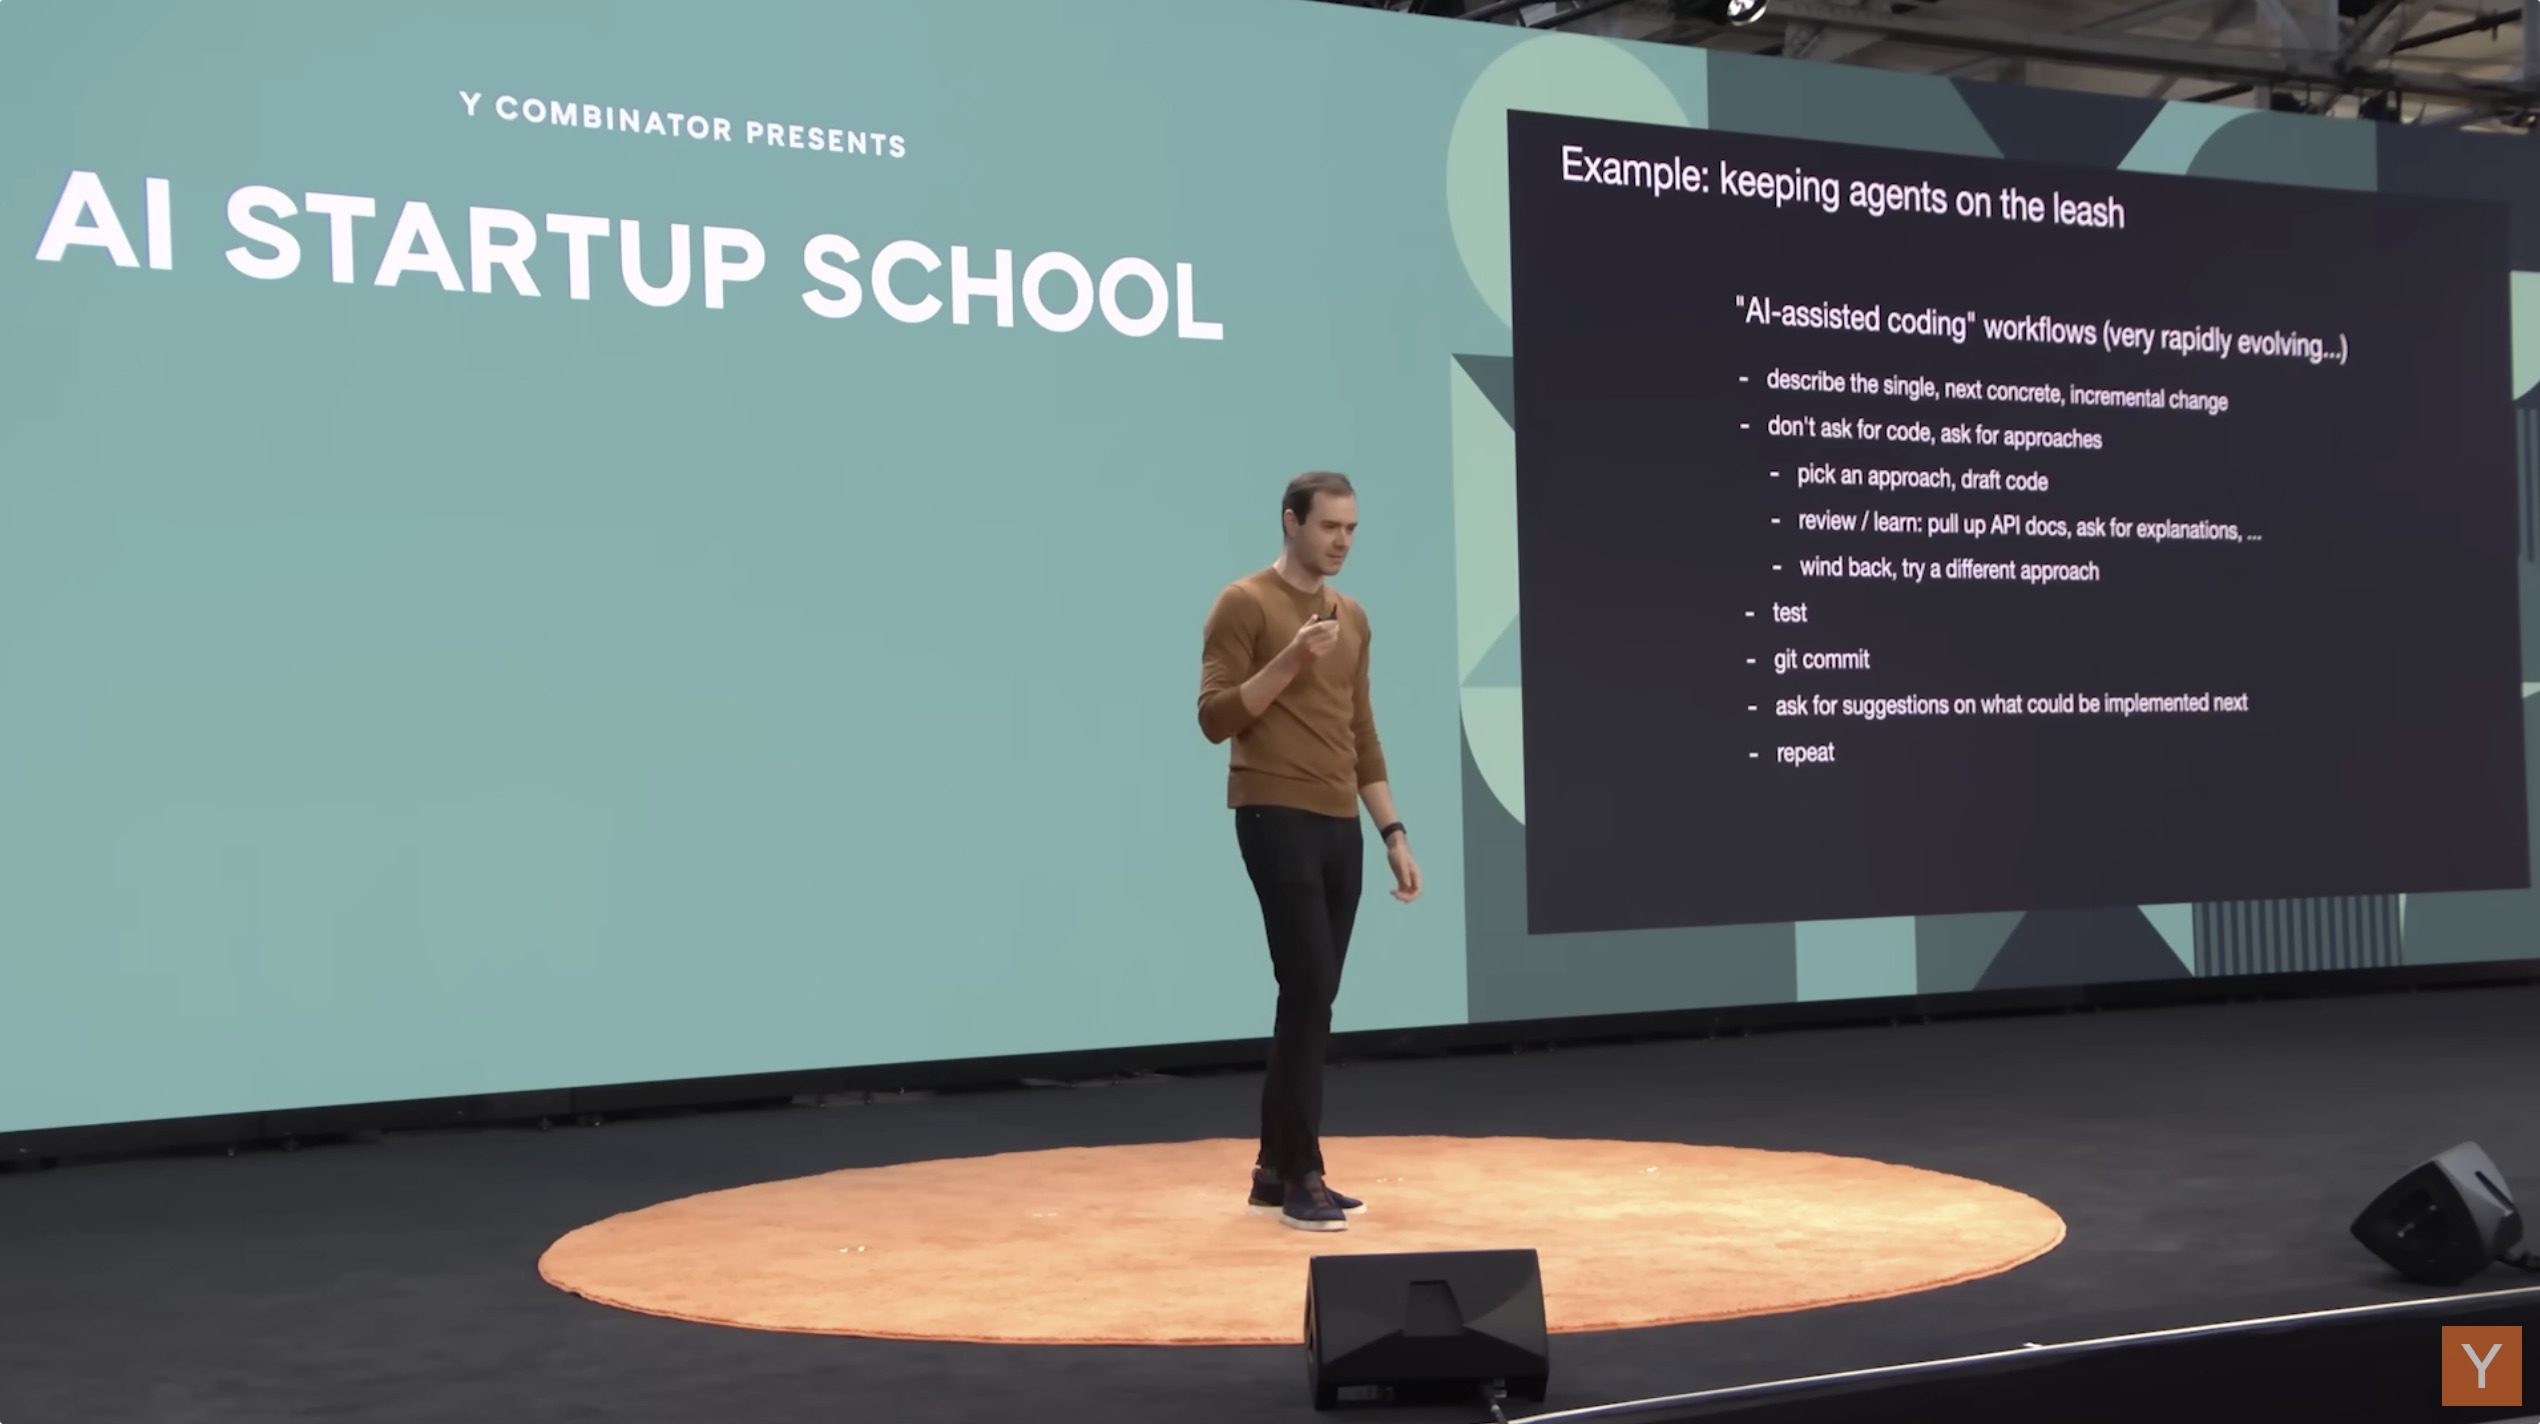 Y COMBINATOR PRESENTS
AI STARTUP SCHOOL
Example: keeping agents on the leash
"AI-assisted coding" workflows (very rapidly evolving...)
- describe the single, next concrete, incremental change
- don't ask for code, ask for approaches
- pick an approach, draft code
- review / learn: pull up API docs, ask for explanations, ...
- wind back, try a different approach
- test
- git commit
- ask for suggestions on what could be implemented next
- repeat
Y